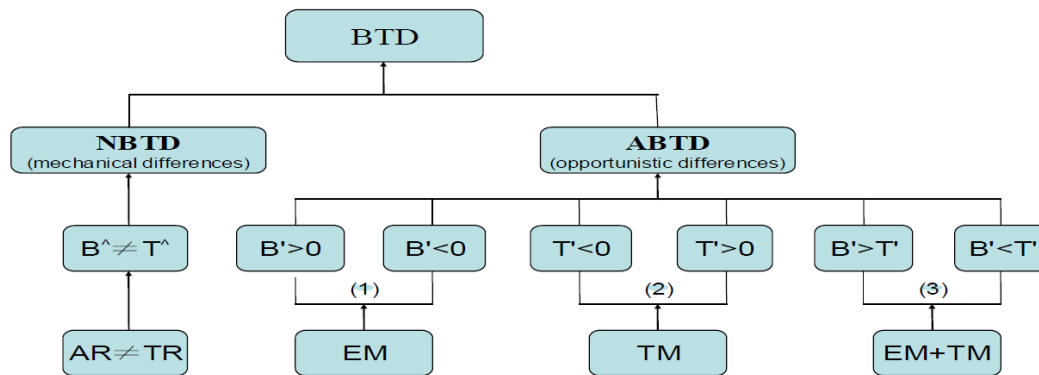 BTD
NBTD
(mechanical differences)
ABTD
(opportunistic differences)
B^≠T^
B'>0
B'<0
T'<0
T'>0
B'>T'
B'<T'
(1)
(2)
(3)
AR≠TR
EM
TM
EM+TM